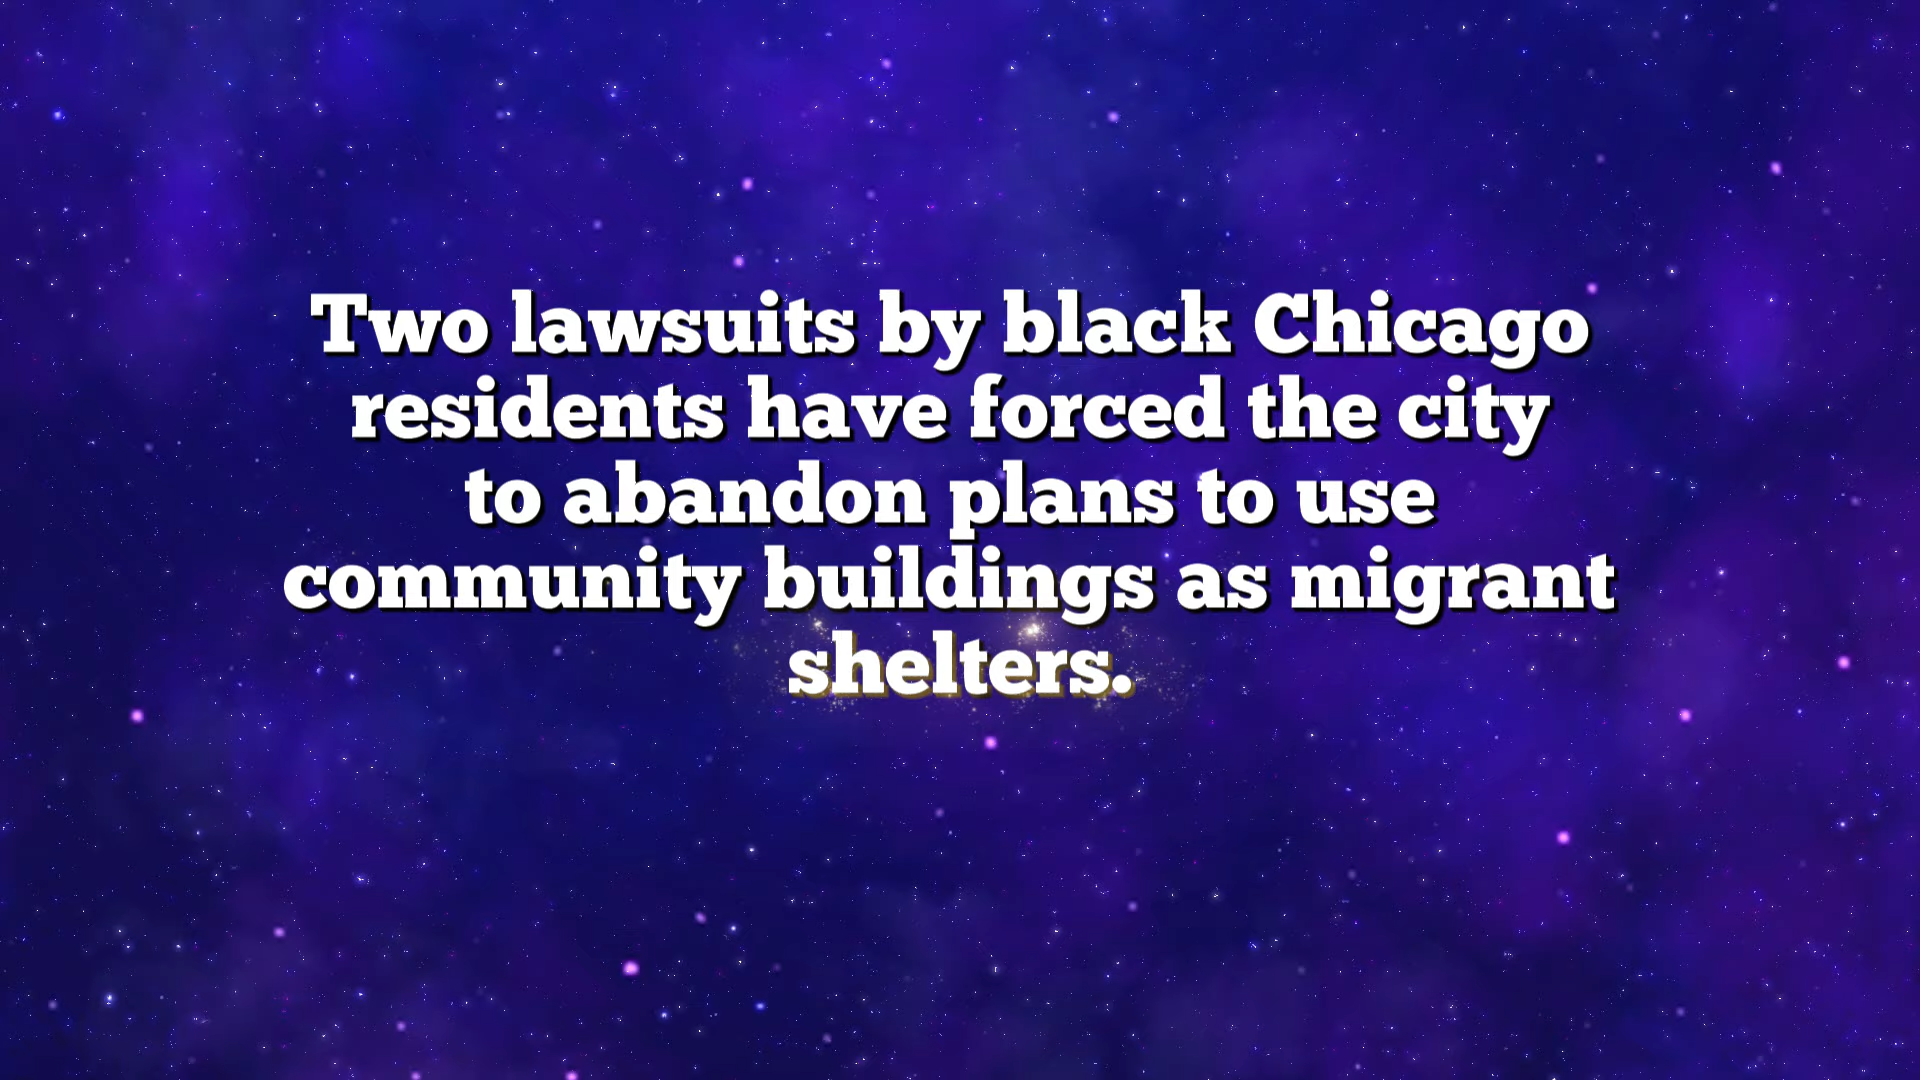 Two lawsuits by black Chicago
residents have forced the city
to abandon plans to use
community buildings as migrant
shelters.